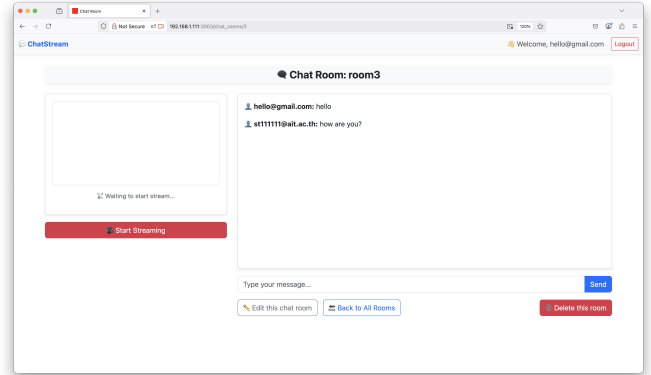 Chat Room
Not Secure 192.168.1.111:3003/chat_rooms/3 120%
ChatStream
Welcome, hello@gmail.com Logout
Chat Room: room3
hello@gmail.com: hello
st111111@ait.ac.th: how are you?
Waiting to start stream...
Start Streaming
Type your message...
Send
Edit this chat room
Back to All Rooms
Delete this room